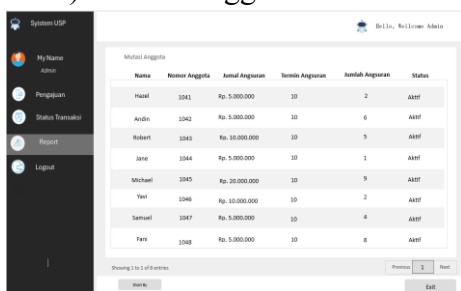 System USP
Hello, Wellcome Admin
My Name
Admin
Pengajuan
Status Transaksi
Report
Logout
Mutasi Anggota
Nama Nomor Anggota Jumal Angsuran Termin Angsuran Jumlah Angsuran Status
Hazel 1041 Rp. 5.000.000 10 2 Aktif
Andin 1042 Rp. 5.000.000 10 6 Aktif
Robert 1043 Rp. 10.000.000 10 5 Aktif
Jane 1044 Rp. 5.000.000 10 1 Aktif
Michael 1045 Rp. 20.000.000 10 9 Aktif
Yavi 1046 Rp. 10.000.000 10 2 Aktif
Samuel 1047 Rp. 5.000.000 10 4 Aktif
Fani 1048 Rp. 5.000.000 10 8 Aktif
Showing 1 to 1 of 8 entries
Previous 1 Next
Short By
Exit